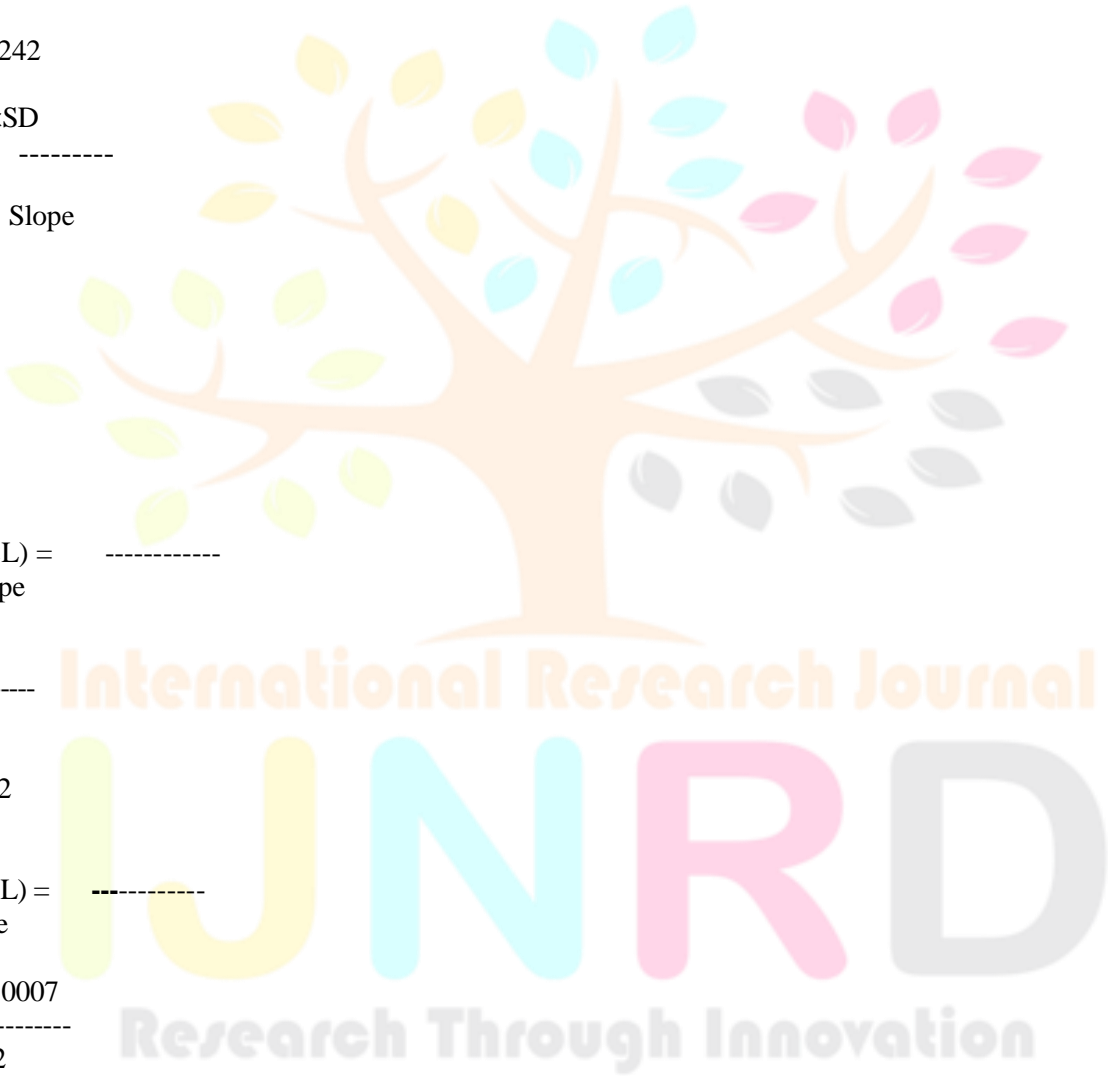 242
SD
---------
Slope
L) = ------------
pe
International Research Journal
----
2
IJNRD
L) = ------------
e
0007
--------
Research Through Innovation
2